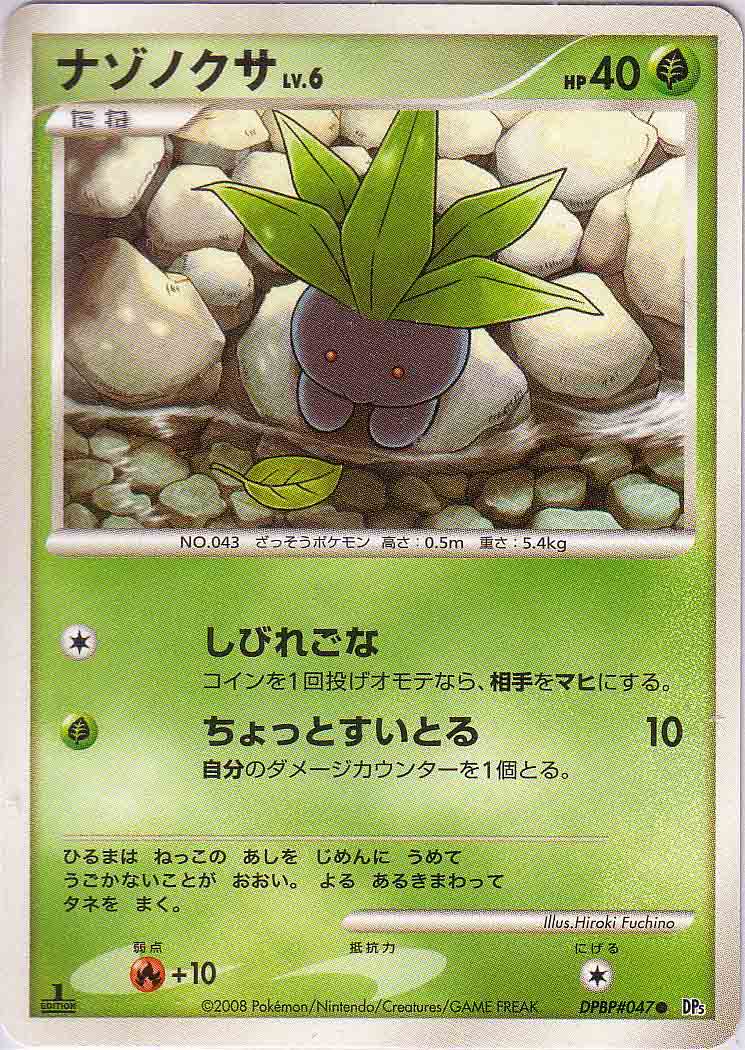 ナゾノクサ LV.6 HP 40
たね
NO.043 ざっそうポケモン 高さ：0.5m 重さ：5.4kg
しびれごな
コインを1回投げオモテなら、相手をマヒにする。
ちょっとすいとる 10
自分のダメージカウンターを1個とる。
ひるまは ねっこの あしを じめんに うめて
うごかないことが おおい。 よる あるきまわって
タネを まく。
Illus.Hiroki Fuchino
弱点 抵抗力 にげる
+10
1 EDITION
©2008 Pokémon/Nintendo/Creatures/GAME FREAK DPBP#047 DP5